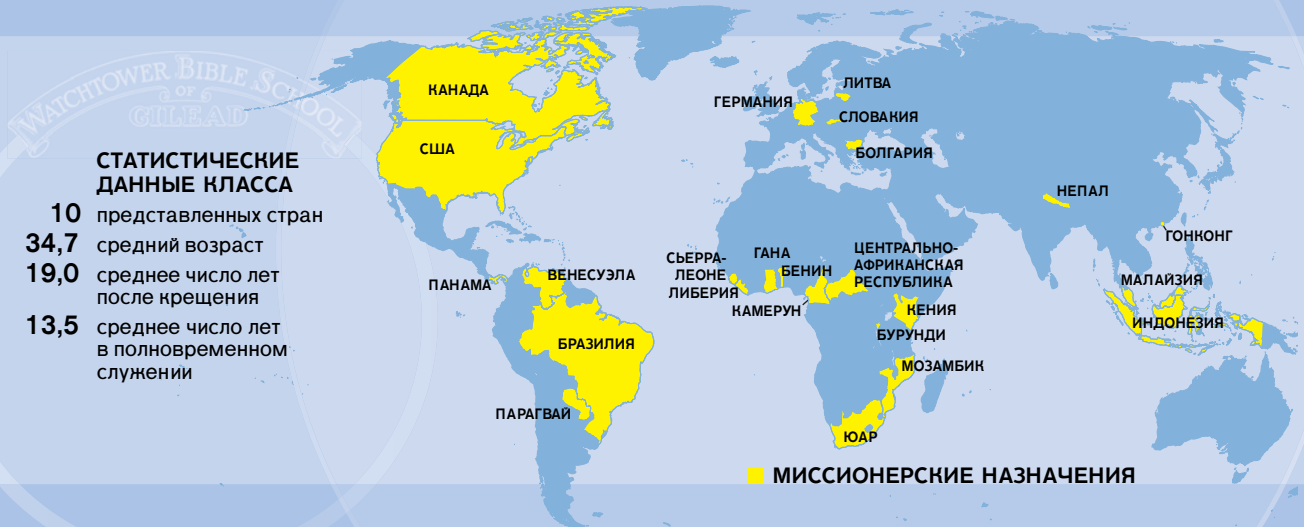 WATCHTOWER BIBLE SCHOOL
OF
GILEAD
СТАТИСТИЧЕСКИЕ
ДАННЫЕ КЛАССА
10 представленных стран
34,7 средний возраст
19,0 среднее число лет
после крещения
13,5 среднее число лет
в полновременном
служении
КАНАДА
США
ПАНАМА
ВЕНЕСУЭЛА
БРАЗИЛИЯ
ПАРАГВАЙ
ГЕРМАНИЯ
ЛИТВА
СЛОВАКИЯ
БОЛГАРИЯ
СЬЕРРА-
ЛЕОНЕ
ЛИБЕРИЯ
ГАНА
БЕНИН
КАМЕРУН
ЦЕНТРАЛЬНО-
АФРИКАНСКАЯ
РЕСПУБЛИКА
КЕНИЯ
БУРУНДИ
МОЗАМБИК
ЮАР
НЕПАЛ
ГОНКОНГ
МАЛАЙЗИЯ
ИНДОНЕЗИЯ
МИССИОНЕРСКИЕ НАЗНАЧЕНИЯ